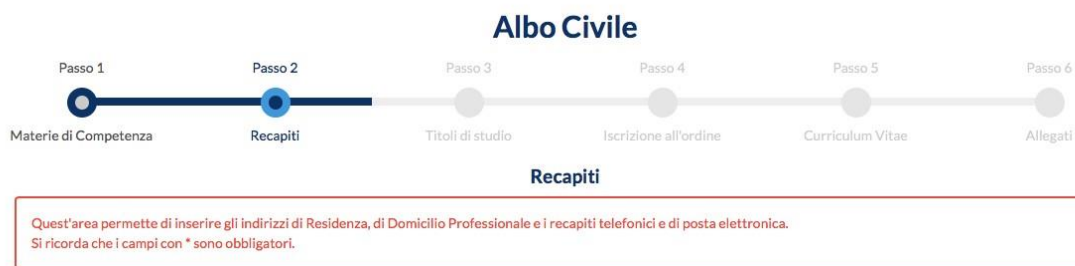 Albo Civile
Passo 1
Passo 2
Passo 3
Passo 4
Passo 5
Passo 6
Materie di Competenza
Recapiti
Titoli di studio
Iscrizione all'ordine
Curriculum Vitae
Allegati
Recapiti
Quest'area permette di inserire gli indirizzi di Residenza, di Domicilio Professionale e i recapiti telefonici e di posta elettronica.
Si ricorda che i campi con * sono obbligatori.